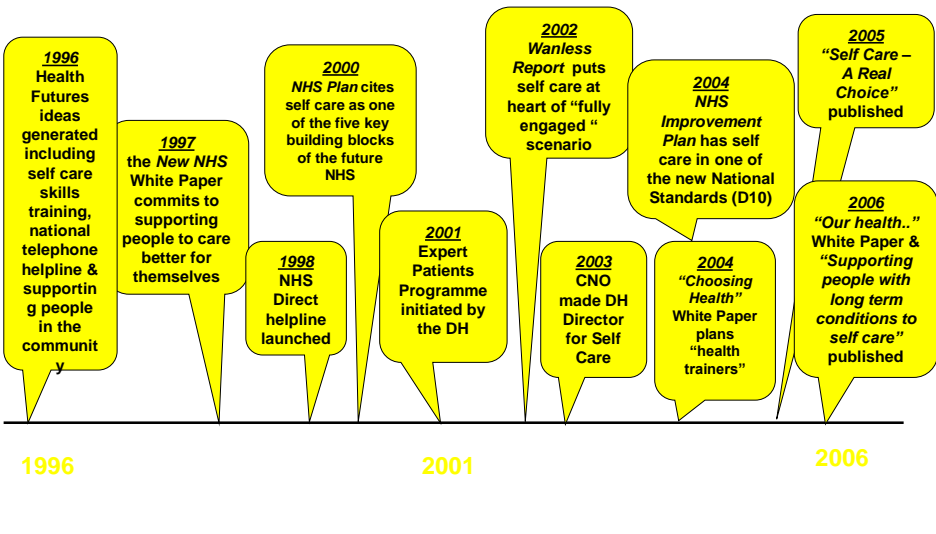 1996
Health
Futures
ideas
generated
including
self care
skills
training,
national
telephone
helpline &
supportin
g people
in the
communit
y
1997
the New NHS
White Paper
commits to
supporting
people to care
better for
themselves
1998
NHS
Direct
helpline
launched
2000
NHS Plan cites
self care as one
of the five key
building blocks
of the future
NHS
2001
Expert
Patients
Programme
initiated by
the DH
2002
Wanless
Report puts
self care at
heart of “fully
engaged “
scenario
2003
CNO
made DH
Director
for Self
Care
2004
NHS
Improvement
Plan has self
care in one of
the new National
Standards (D10)
2004
“Choosing
Health”
White Paper
plans
“health
trainers”
2005
“Self Care –
A Real
Choice”
published
2006
“Our health..”
White Paper &
“Supporting
people with
long term
conditions to
self care”
published
1996
2001
2006